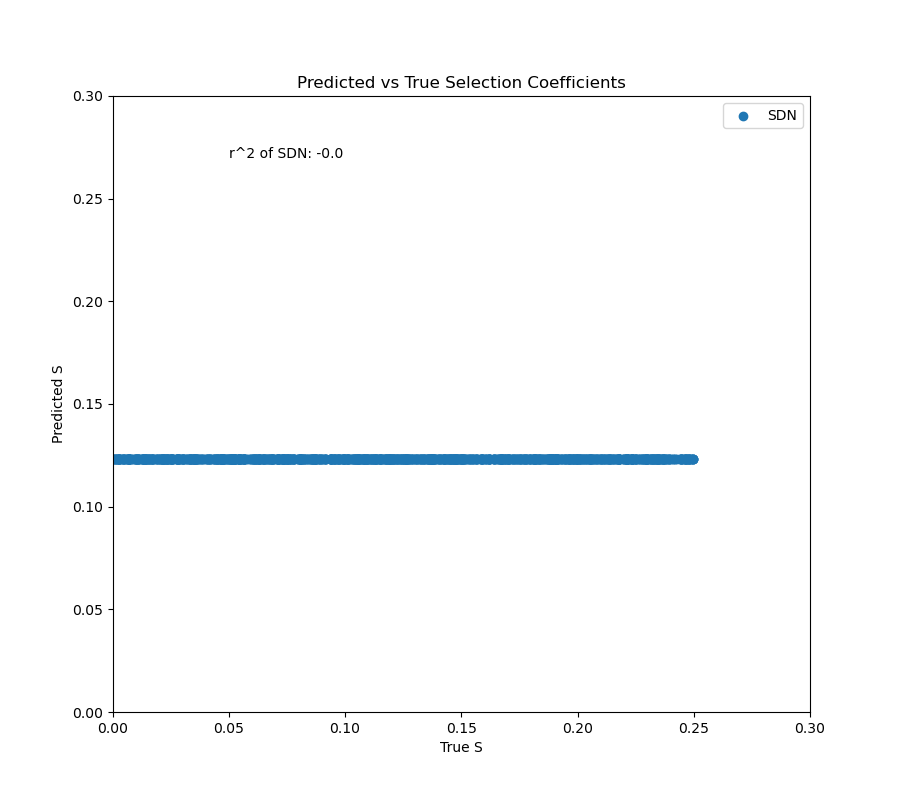 Predicted vs True Selection Coefficients
0.30
SDN
r^2 of SDN: -0.0
0.25
0.20
0.15
Predicted S
0.10
0.05
0.00
0.00 0.05 0.10 0.15 0.20 0.25 0.30
True S